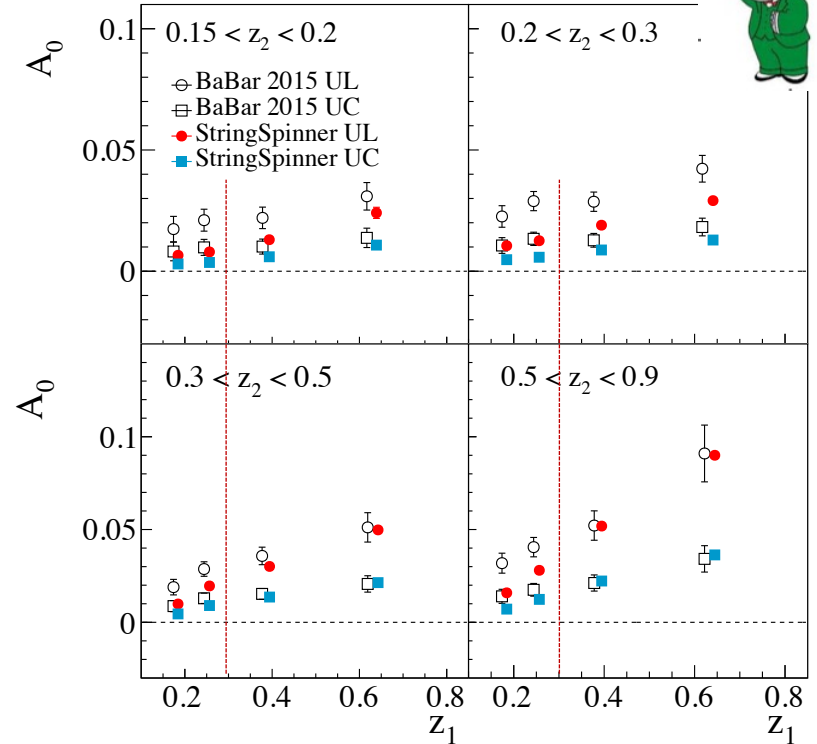 A₀
0.1
0.05
0
0.15 < z₂ < 0.2
BaBar 2015 UL
BaBar 2015 UC
StringSpinner UL
StringSpinner UC
0.2 < z₂ < 0.3
A₀
0.1
0.05
0
0.3 < z₂ < 0.5
0.5 < z₂ < 0.9
0.2 0.4 0.6 0.8
0.2 0.4 0.6 0.8
z₁
z₁